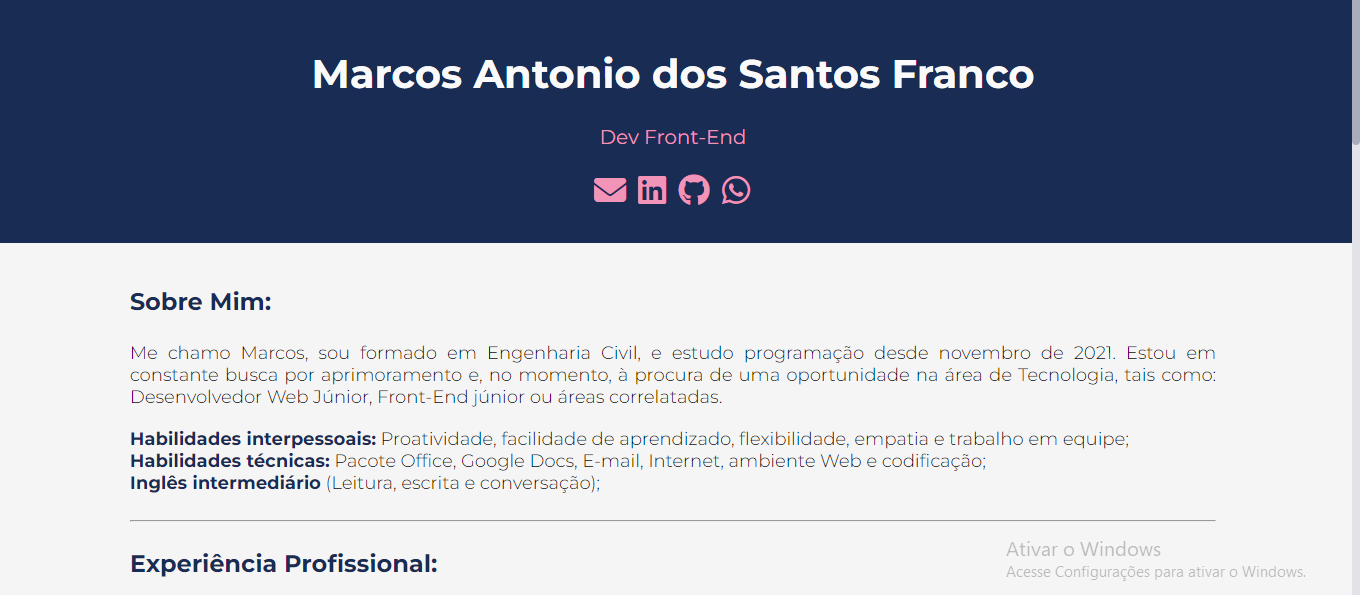 Marcos Antonio dos Santos Franco
Dev Front-End
in
Sobre Mim:
Me chamo Marcos, sou formado em Engenharia Civil, e estudo programação desde novembro de 2021. Estou em
constante busca por aprimoramento e, no momento, à procura de uma oportunidade na área de Tecnologia, tais como:
Desenvolvedor Web Júnior, Front-End júnior ou áreas correlatadas.
Habilidades interpessoais: Proatividade, facilidade de aprendizado, flexibilidade, empatia e trabalho em equipe;
Habilidades técnicas: Pacote Office, Google Docs, E-mail, Internet, ambiente Web e codificação;
Inglês intermediário (Leitura, escrita e conversação);
Experiência Profissional:
Ativar o Windows
Acesse Configurações para ativar o Windows.